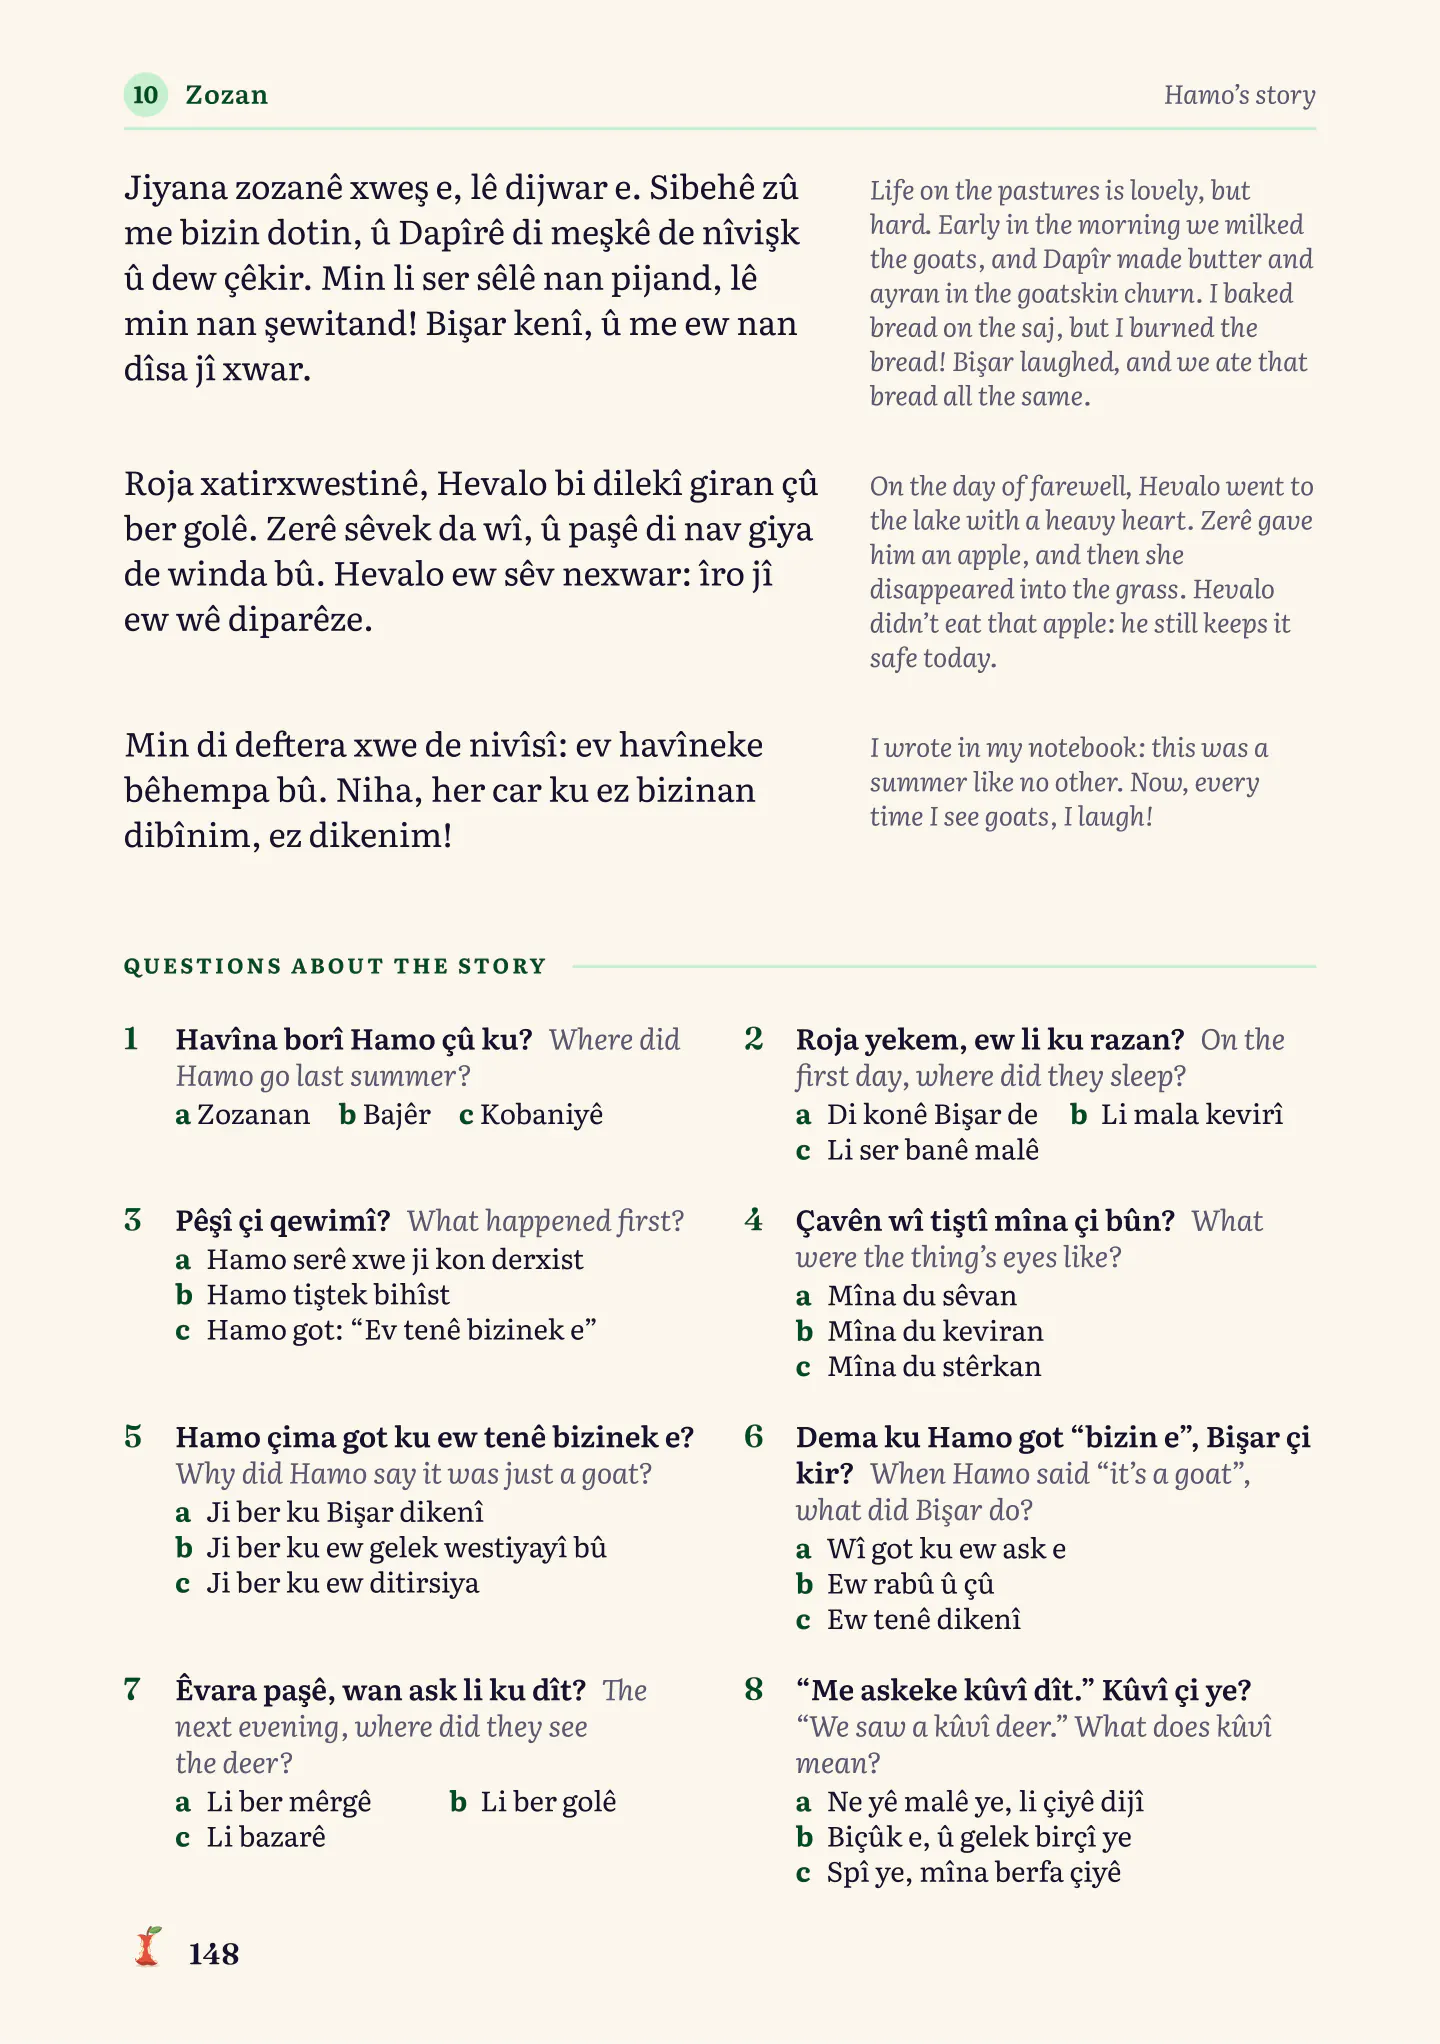 10 Zozan
Hamo’s story
Jiyana zozanê xweş e, lê dijwar e. Sibehê zû
me bizin dotin, û Dapîrê di meşkê de nîvişk
û dew çêkir. Min li ser sêlê nan pijand, lê
min nan şewitand! Bişar kenî, û me ew nan
dîsa jî xwar.
Life on the pastures is lovely, but
hard. Early in the morning we milked
the goats, and Dapîr made butter and
ayran in the goatskin churn. I baked
bread on the saj, but I burned the
bread! Bişar laughed, and we ate that
bread all the same.
Roja xatirxwestinê, Hevalo bi dilekî giran çû
ber golê. Zerê sêvek da wî, û paşê di nav giya
de winda bû. Hevalo ew sêv nexwar: îro jî
ew wê diparêze.
On the day of farewell, Hevalo went to
the lake with a heavy heart. Zerê gave
him an apple, and then she
disappeared into the grass. Hevalo
didn’t eat that apple: he still keeps it
safe today.
Min di deftera xwe de nivîsî: ev havîneke
bêhempa bû. Niha, her car ku ez bizinan
dibînim, ez dikenim!
I wrote in my notebook: this was a
summer like no other. Now, every
time I see goats, I laugh!
QUESTIONS ABOUT THE STORY
1 Havîna borî Hamo çû ku? Where did
Hamo go last summer?
a Zozanan b Bajêr c Kobaniyê
2 Roja yekem, ew li ku razan? On the
first day, where did they sleep?
a Di konê Bişar de b Li mala kevirî
c Li ser banê malê
3 Pêşî çi qewimî? What happened first?
a Hamo serê xwe ji kon derxist
b Hamo tiştek bihîst
c Hamo got: “Ev tenê bizinek e”
4 Çavên wî tiştî mîna çi bûn? What
were the thing’s eyes like?
a Mîna du sêvan
b Mîna du keviran
c Mîna du stêrkan
5 Hamo çima got ku ew tenê bizinek e?
Why did Hamo say it was just a goat?
a Ji ber ku Bişar dikenî
b Ji ber ku ew gelek westiyayî bû
c Ji ber ku ew ditirsiya
6 Dema ku Hamo got “bizin e”, Bişar çi
kir? When Hamo said “it’s a goat”,
what did Bişar do?
a Wî got ku ew ask e
b Ew rabû û çû
c Ew tenê dikenî
7 Êvara paşê, wan ask li ku dît? The
next evening, where did they see
the deer?
a Li ber mêrgê b Li ber golê
c Li bazarê
8 “Me askeke kûvî dît.” Kûvî çi ye?
“We saw a kûvî deer.” What does kûvî
mean?
a Ne yê malê ye, li çiyê dijî
b Biçûk e, û gelek birçî ye
c Spî ye, mîna berfa çiyê
148